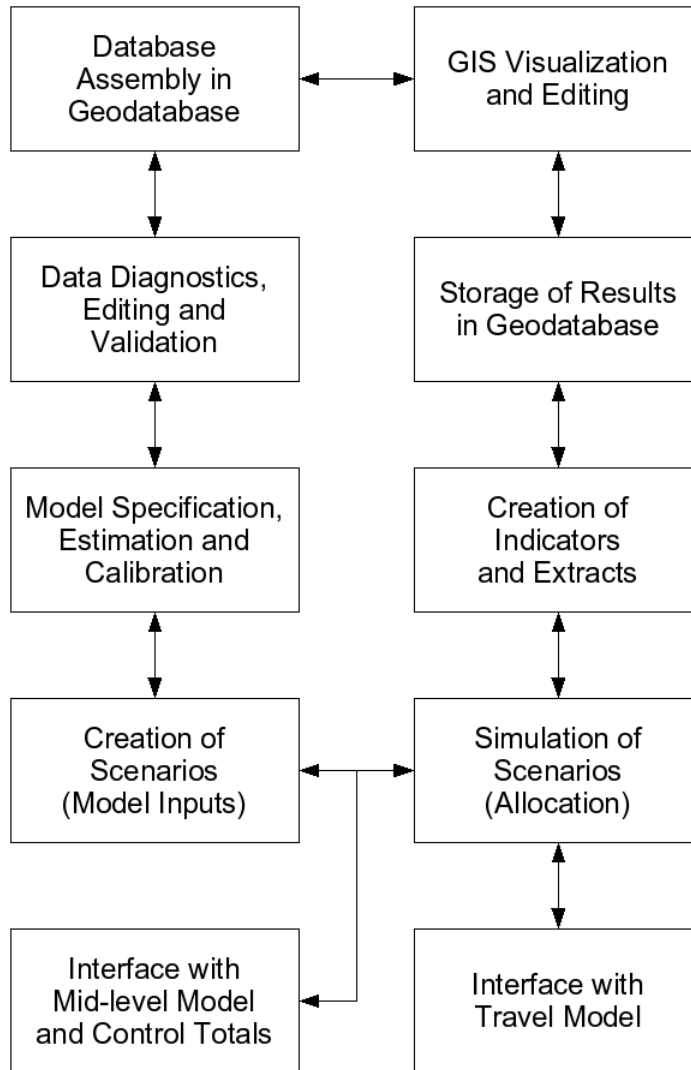 Database
Assembly in
Geodatabase
GIS Visualization
and Editing
Data Diagnostics,
Editing and
Validation
Storage of Results
in Geodatabase
Model Specification,
Estimation and
Calibration
Creation of
Indicators
and Extracts
Creation of
Scenarios
(Model Inputs)
Simulation of
Scenarios
(Allocation)
Interface with
Mid-level Model
and Control Totals
Interface with
Travel Model